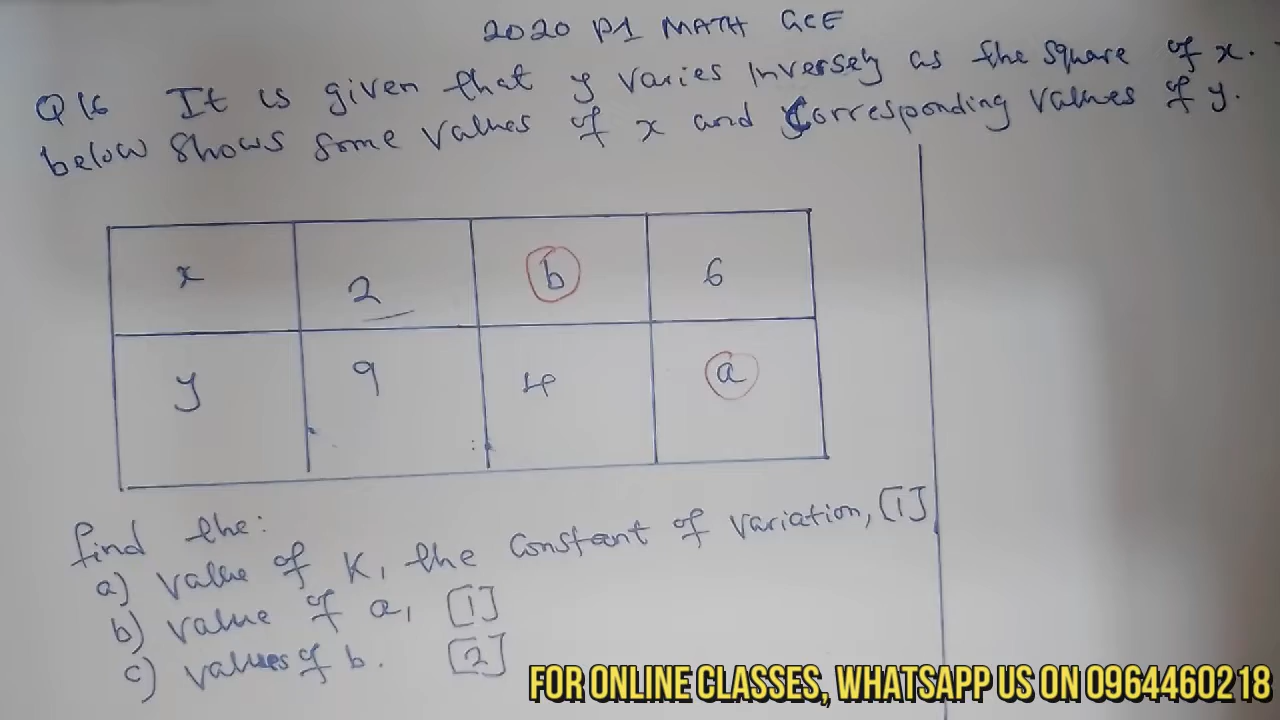 2020 P1 MATH GCE
Q16 It is given that y varies inversely as the square of x.
below shows some values of x and corresponding values of y.
x 2 b 6
y 9 4 a
find the:
a) value of K, the constant of variation, [1]
b) value of a, [1]
c) values of b. [2]
FOR ONLINE CLASSES, WHATSAPP US ON 0964460218